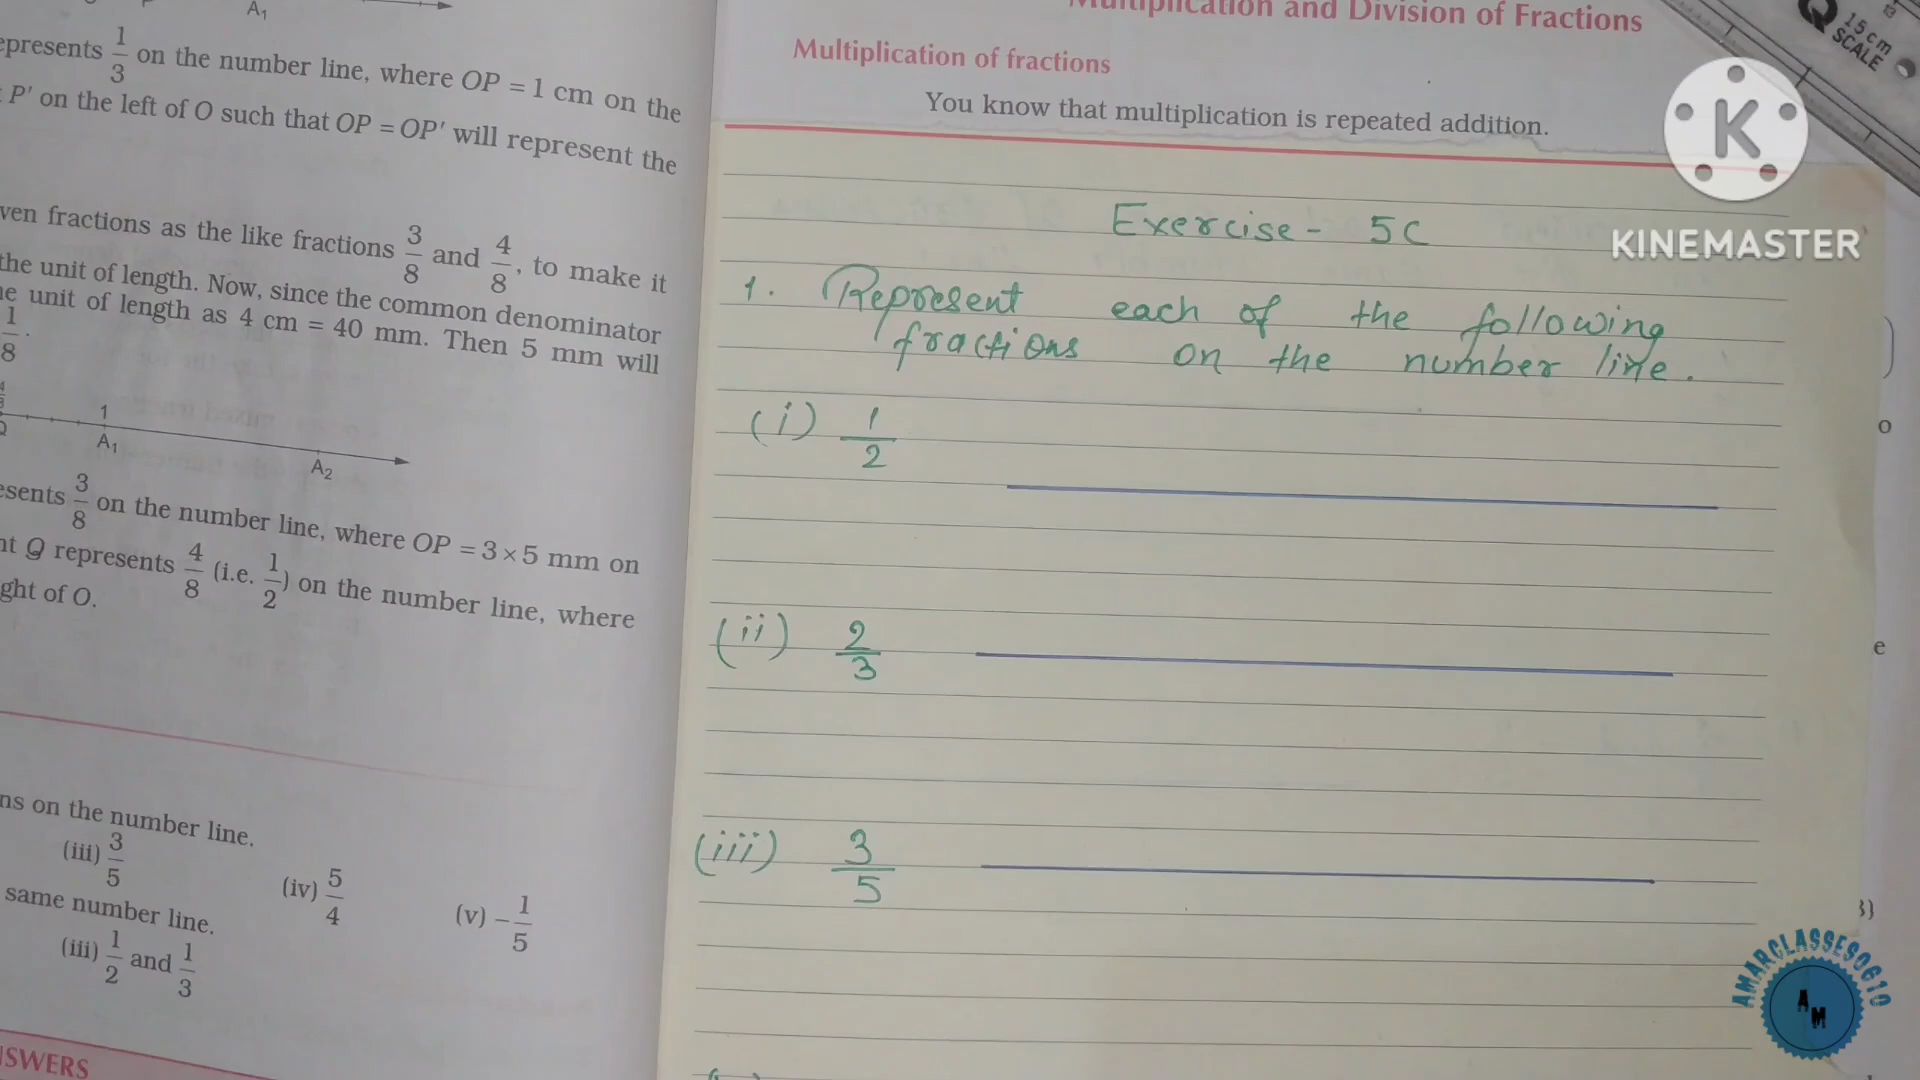 A₁
epresents 1/3 on the number line, where OP = 1 cm on the
P' on the left of O such that OP = OP' will represent the
ven fractions as the like fractions 3/8 and 4/8, to make it
the unit of length. Now, since the common denominator
e unit of length as 4 cm = 40 mm. Then 5 mm will
1/8.
1
A₁
A₂
esents 3/8 on the number line, where OP = 3 × 5 mm on
nt Q represents 4/8 (i.e. 1/2) on the number line, where
ght of O.
ns on the number line.
(iii) 3/5 (iv) 5/4 (v) −1/5
same number line.
(iii) 1/2 and 1/3
NSWERS
Multiplication and Division of Fractions
Multiplication of fractions
You know that multiplication is repeated addition.
Exercise - 5C
1. Represent each of the following
fractions on the number line.
(i) 1/2
(ii) 2/3
(iii) 3/5
15 cm
SCALE
13
KINEMASTER
o
e
3}
AMARCLASSES0610
AM